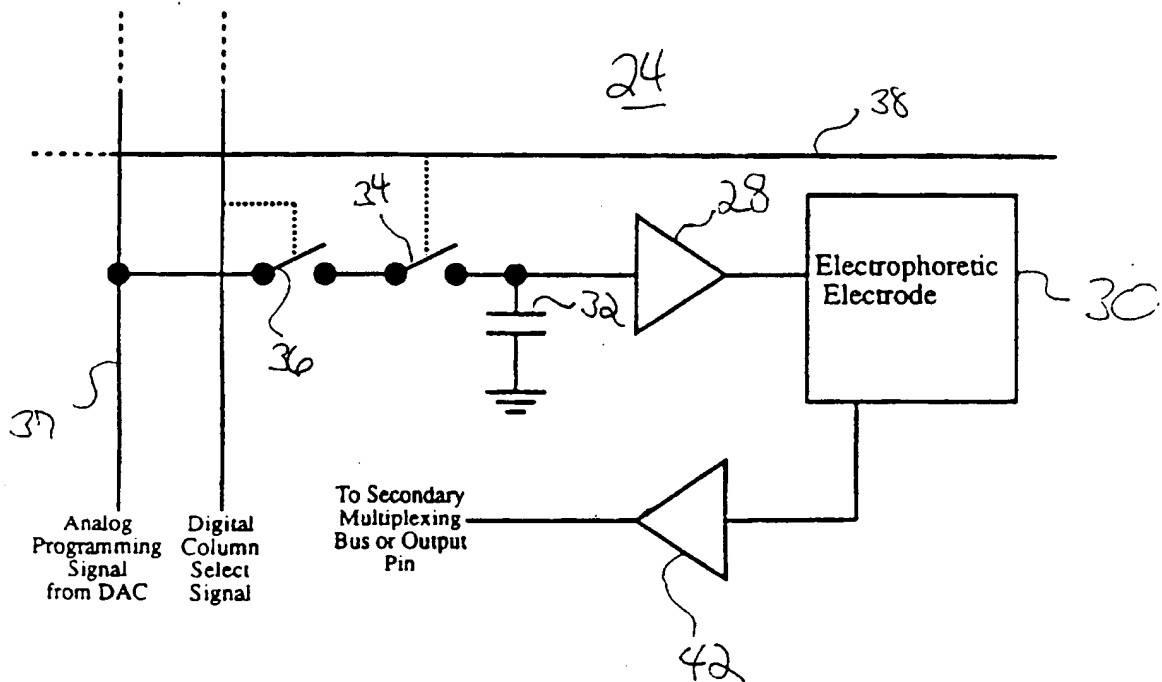 24
38
34
28
Electrophoretic
Electrode
30
32
36
37
To Secondary
Multiplexing
Bus or Output
Pin
Analog
Programming
Signal
from DAC
Digital
Column
Select
Signal
42